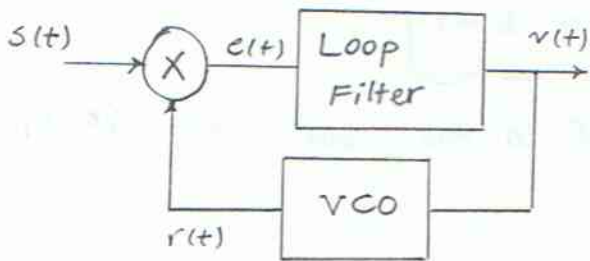 s(t)
X
e(t)
Loop
Filter
v(t)
VCO
r(t)